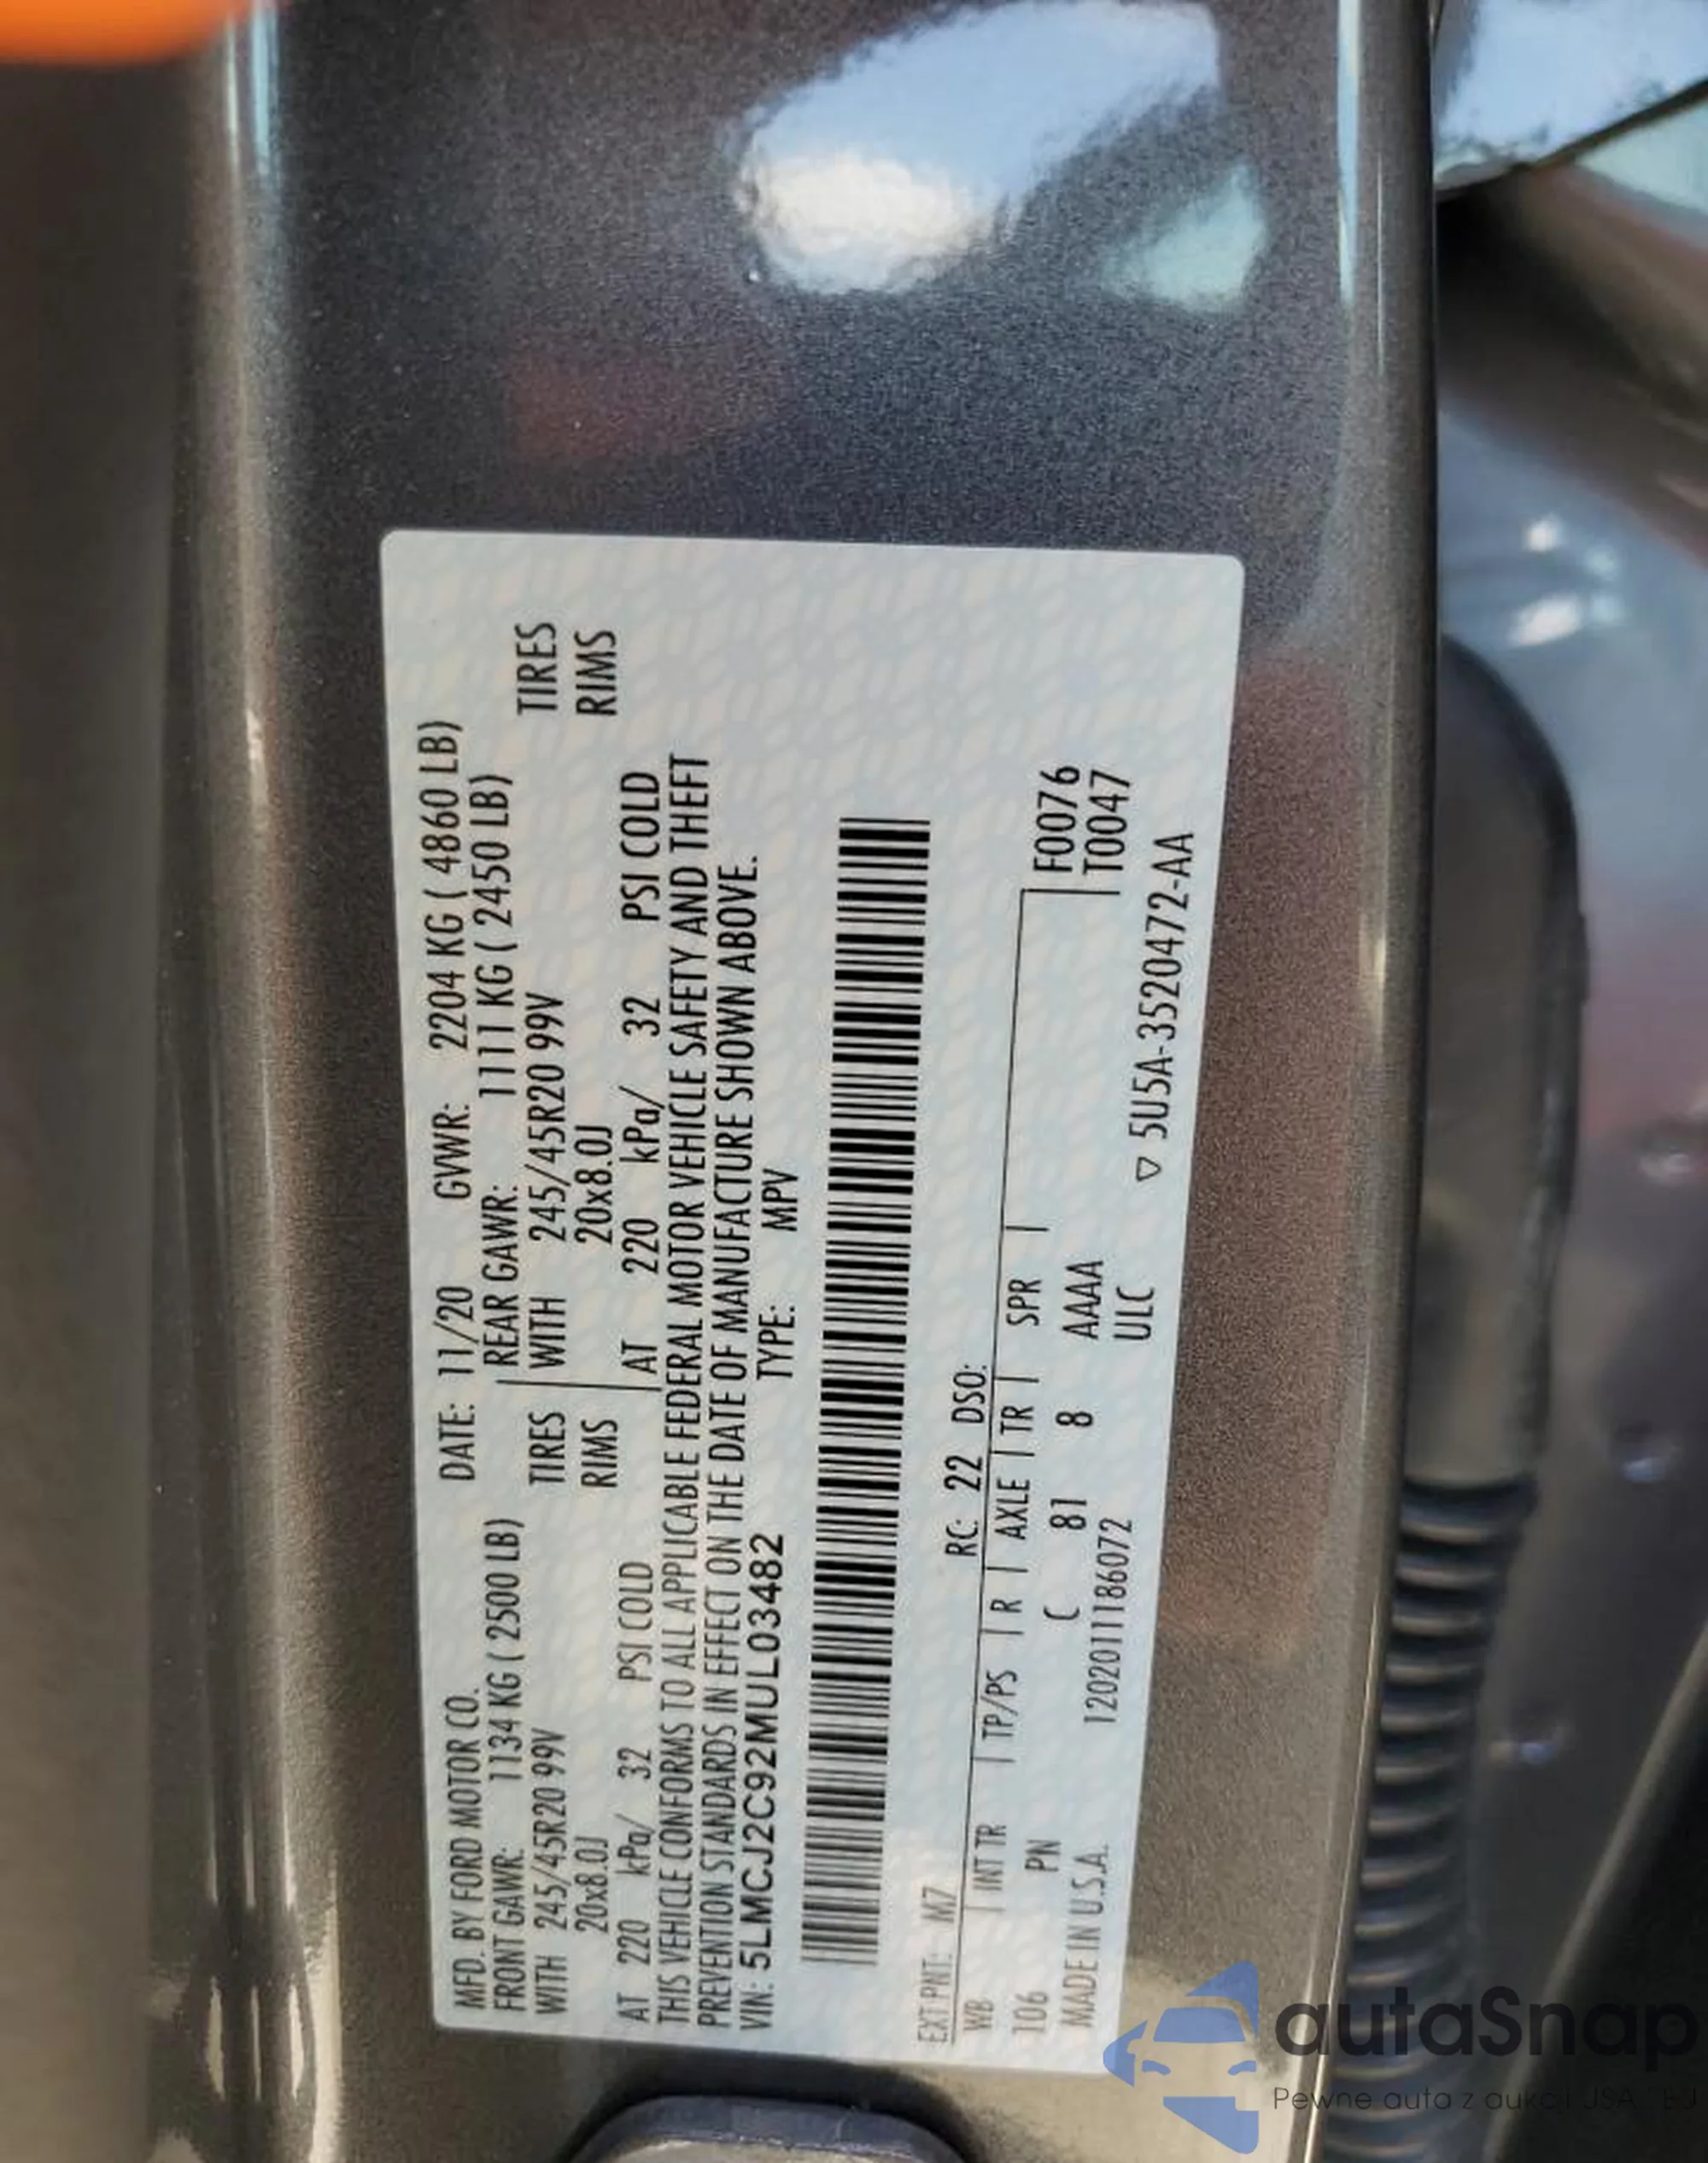 MFD. BY FORD MOTOR CO. DATE: 11/20 GVWR: 2204 KG ( 4860 LB)
FRONT GAWR: 1134 KG ( 2500 LB) REAR GAWR: 1111 KG ( 2450 LB)
WITH 245/45R20 99V TIRES WITH 245/45R20 99V TIRES
20x8.0J RIMS 20x8.0J RIMS
AT 220 kPa/ 32 PSI COLD AT 220 kPa/ 32 PSI COLD
THIS VEHICLE CONFORMS TO ALL APPLICABLE FEDERAL MOTOR VEHICLE SAFETY AND THEFT
PREVENTION STANDARDS IN EFFECT ON THE DATE OF MANUFACTURE SHOWN ABOVE.
VIN: 5LMCJ2C92MUL03482 TYPE: MPV
EXT PNT: M7 RC: 22 DSO:
WB INT TR TP/PS R AXLE TR SPR
106 PN C 81 8 AAAA F0076
MADE IN U.S.A. 1202011186072 ULC T0047
▽ 5U5A-3520472-AA
autaSnap
Pewne auta z aukcji USA